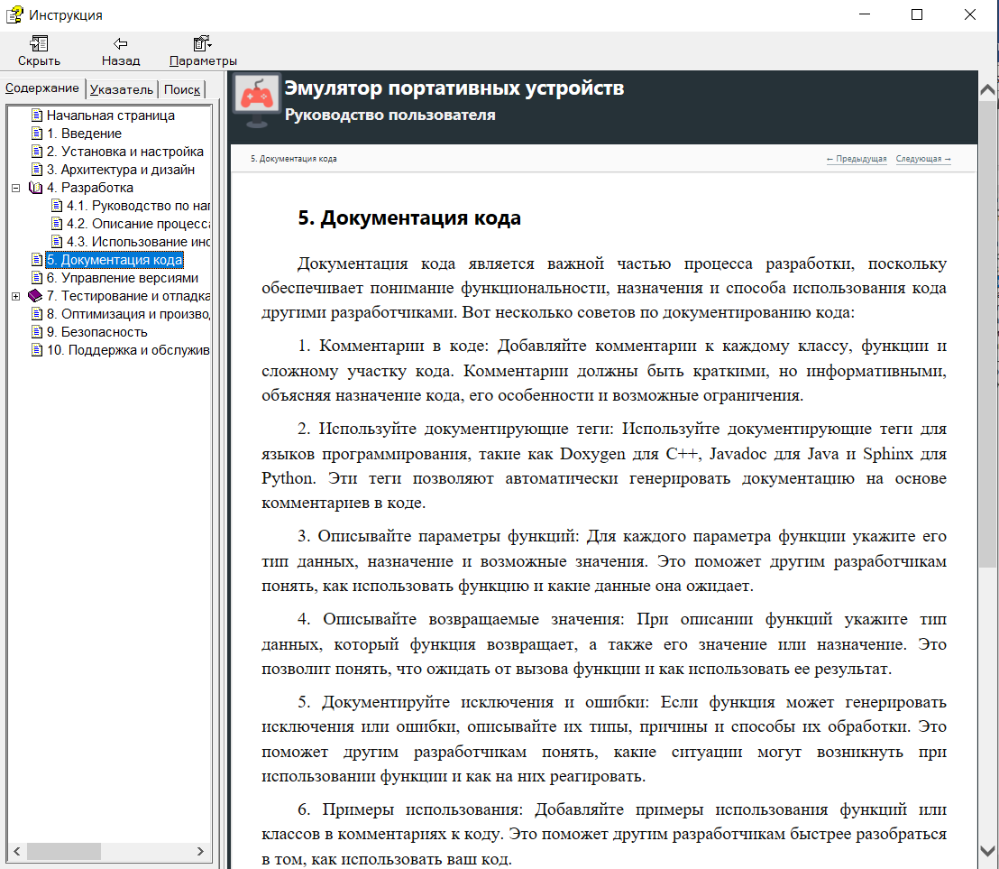 Инструкция
Скрыть Назад Параметры
Содержание Указатель Поиск
Начальная страница
1. Введение
2. Установка и настройка
3. Архитектура и дизайн
4. Разработка
4.1. Руководство по
4.2. Описание
4.3. Использование
5. Документация кода
6. Управление версиями
7. Тестирование и отладка
8. Оптимизация и
9. Безопасность
10. Поддержка и
Эмулятор портативных устройств
Руководство пользователя
5. Документация кода
← Предыдущая Следующая →
5. Документация кода
Документация кода является важной частью процесса разработки, поскольку
обеспечивает понимание функциональности, назначения и способа использования кода
другими разработчиками. Вот несколько советов по документированию кода:
1. Комментарии в коде: Добавляйте комментарии к каждому классу, функции и
сложному участку кода. Комментарии должны быть краткими, но информативными,
объясняя назначение кода, его особенности и возможные ограничения.
2. Используйте документирующие теги: Используйте документирующие теги для
языков программирования, такие как Doxygen для C++, Javadoc для Java и Sphinx для
Python. Эти теги позволяют автоматически генерировать документацию на основе
комментариев в коде.
3. Описывайте параметры функций: Для каждого параметра функции укажите его
тип данных, назначение и возможные значения. Это поможет другим разработчикам
понять, как использовать функцию и какие данные она ожидает.
4. Описывайте возвращаемые значения: При описании функций укажите тип
данных, который функция возвращает, а также его значение или назначение. Это
позволит понять, что ожидать от вызова функции и как использовать ее результат.
5. Документируйте исключения и ошибки: Если функция может генерировать
исключения или ошибки, описывайте их типы, причины и способы их обработки. Это
поможет другим разработчикам понять, какие ситуации могут возникнуть при
использовании функции и как на них реагировать.
6. Примеры использования: Добавляйте примеры использования функций или
классов в комментариях к коду. Это поможет другим разработчикам быстрее разобраться
в том, как использовать ваш код.